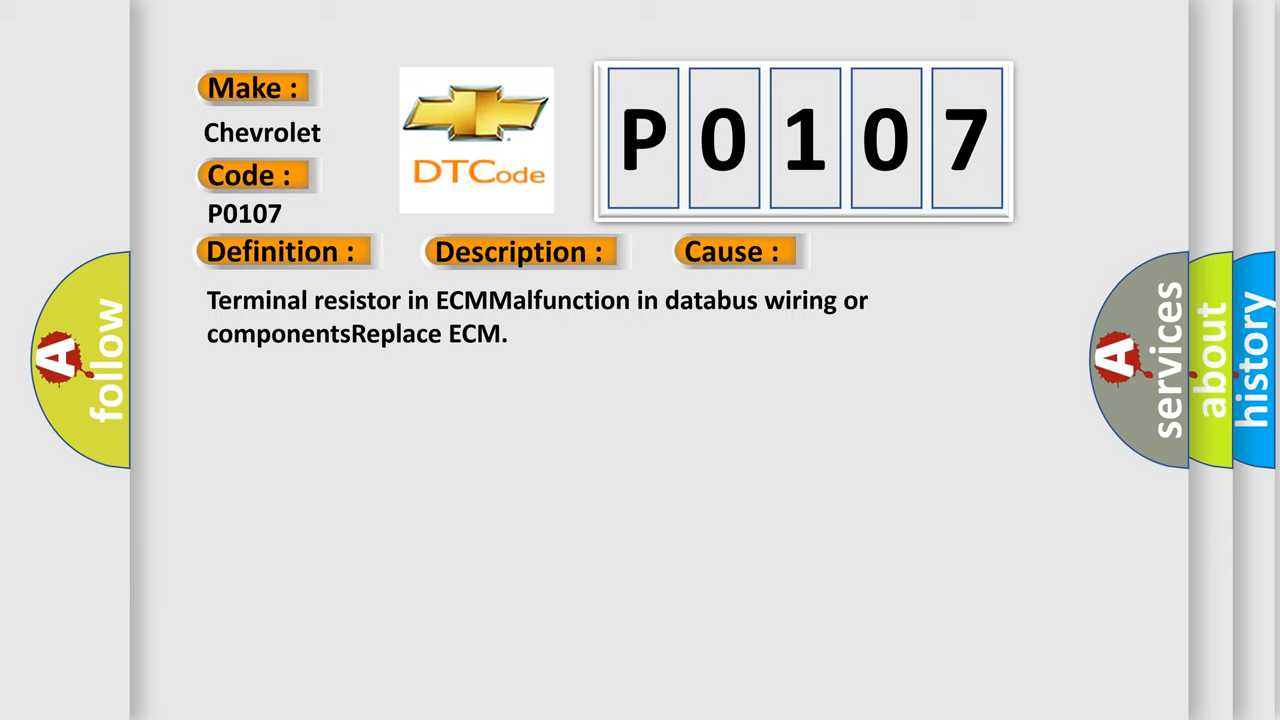 Make :
Chevrolet
Code :
P0107
DTCode
P0107
Definition :
Description :
Cause :
Terminal resistor in ECMMalfunction in databus wiring or
componentsReplace ECM.
A
follow
A
services
about
history